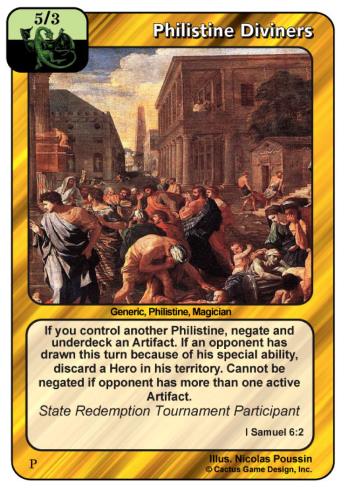 5/3
Philistine Diviners
Generic, Philistine, Magician
If you control another Philistine, negate and
underdeck an Artifact. If an opponent has
drawn this turn because of his special ability,
discard a Hero in his territory. Cannot be
negated if opponent has more than one active
Artifact.
State Redemption Tournament Participant
I Samuel 6:2
Illus. Nicolas Poussin
P
© Cactus Game Design, Inc.